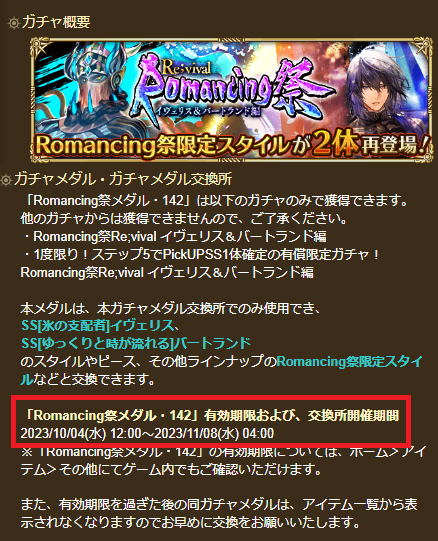 ガチャ概要
Re;vival
Romancing祭
イヴェリス&バートランド編
Romancing祭限定スタイルが2体再登場!
ガチャメダル・ガチャメダル交換所
「Romancing祭メダル・142」は以下のガチャのみで獲得できます。
他のガチャからは獲得できませんので、ご了承ください。
・Romancing祭Re;vival イヴェリス＆バートランド編
・1度限り！ステップ5でPickUPSS1体確定の有償限定ガチャ！
Romancing祭Re;vival イヴェリス＆バートランド編
本メダルは、本ガチャメダル交換所でのみ使用でき、
SS[氷の支配者]イヴェリス、
SS[ゆっくりと時が流れる]バートランド
のスタイルやピース、その他ラインナップのRomancing祭限定スタイ
ルなどと交換できます。
「Romancing祭メダル・142」有効期限および、交換所開催期間
2023/10/04(水) 12:00～2023/11/08(水) 04:00
※「Romancing祭メダル・142」の有効期限については、ホーム＞アイ
テム＞その他にてゲーム内でもご確認いただけます。
また、有効期限を過ぎた後の同ガチャメダルは、アイテム一覧から表
示されなくなりますのでお早めに交換をお願いいたします。